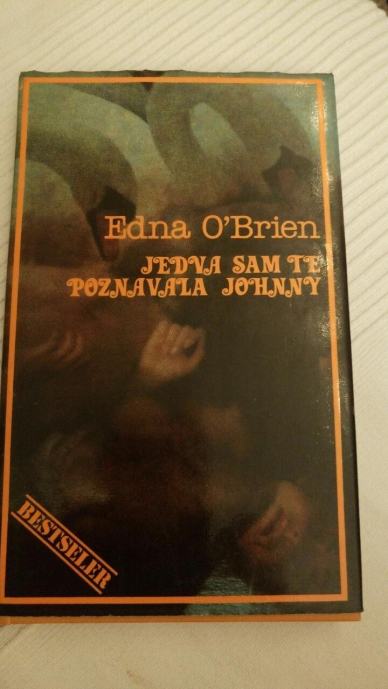 Edna O'Brien
JEDVA SAM TE
POZNAVALA JOHNNY
BESTSELER